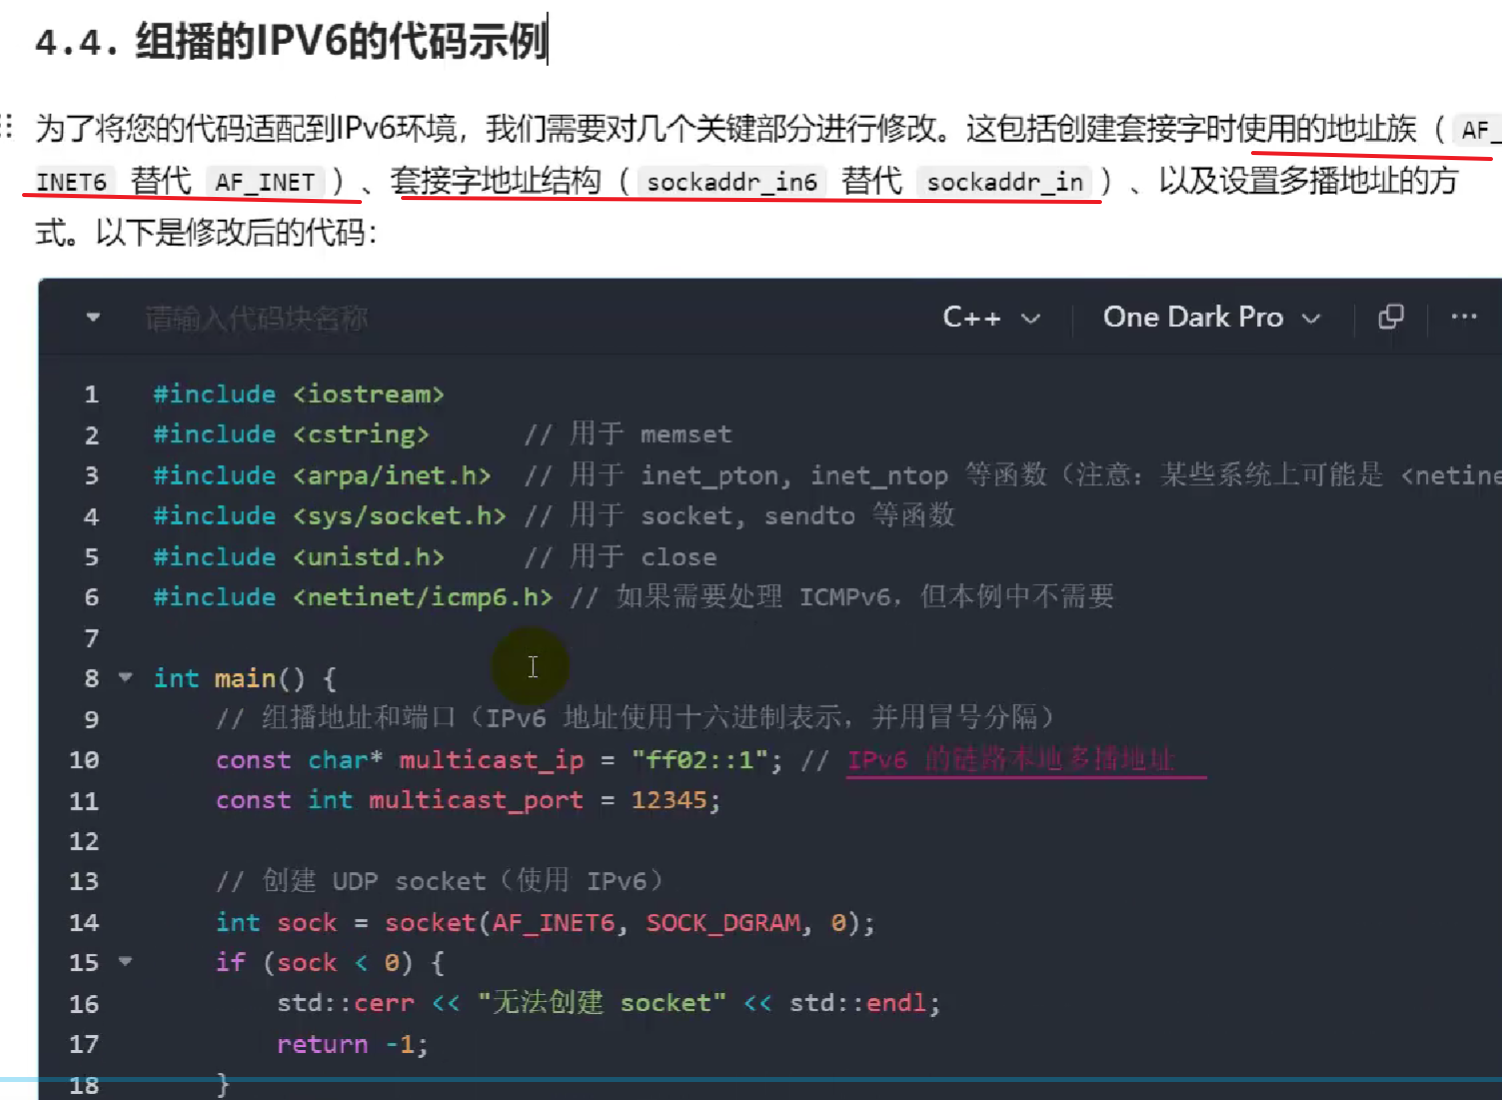 4.4. 组播的IPV6的代码示例
为了将您的代码适配到IPv6环境，我们需要对几个关键部分进行修改。这包括创建套接字时使用的地址族（ AF_
INET6 替代 AF_INET ）、套接字地址结构（ sockaddr_in6 替代 sockaddr_in ）、以及设置多播地址的方
式。以下是修改后的代码：
请输入代码块名称 C++ One Dark Pro
1 #include <iostream>
2 #include <cstring> // 用于 memset
3 #include <arpa/inet.h> // 用于 inet_pton, inet_ntop 等函数（注意：某些系统上可能是 <netine
4 #include <sys/socket.h> // 用于 socket, sendto 等函数
5 #include <unistd.h> // 用于 close
6 #include <netinet/icmp6.h> // 如果需要处理 ICMPv6，但本例中不需要
7
8 int main() {
9 // 组播地址和端口（IPv6 地址使用十六进制表示，并用冒号分隔）
10 const char* multicast_ip = "ff02::1"; // IPv6 的链路本地多播地址
11 const int multicast_port = 12345;
12
13 // 创建 UDP socket（使用 IPv6）
14 int sock = socket(AF_INET6, SOCK_DGRAM, 0);
15 if (sock < 0) {
16 std::cerr << "无法创建 socket" << std::endl;
17 return -1;
18 }